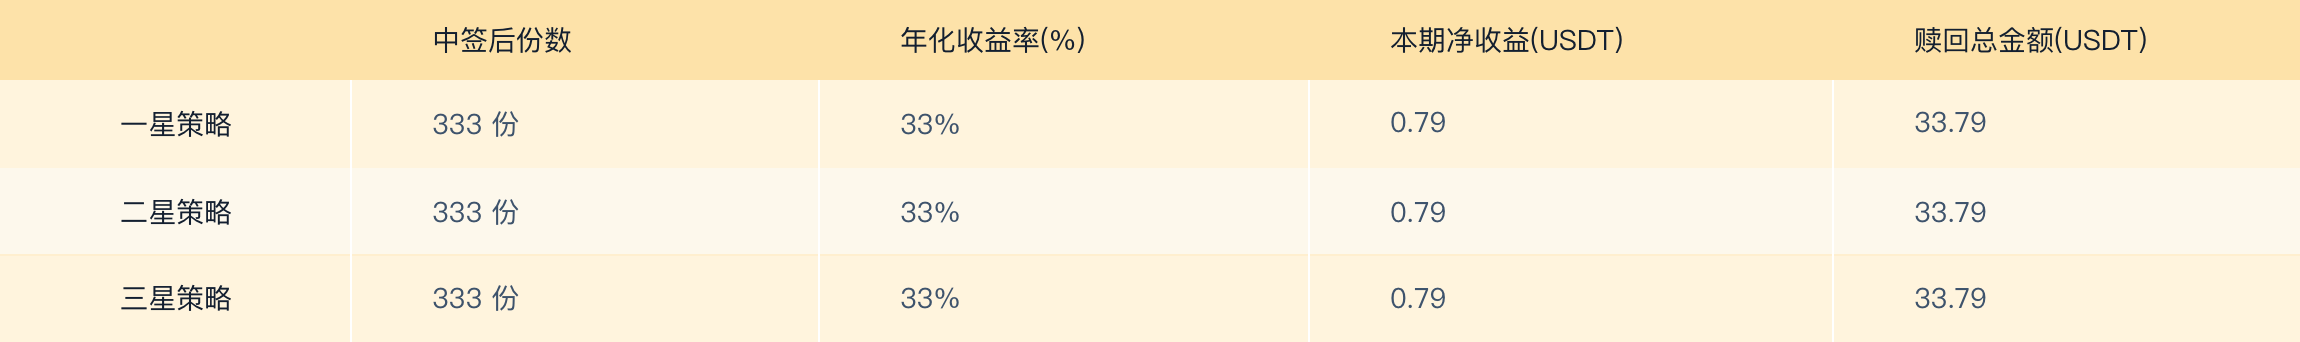 中签后份数 年化收益率(%) 本期净收益(USDT) 赎回总金额(USDT)
一星策略 333 份 33% 0.79 33.79
二星策略 333 份 33% 0.79 33.79
三星策略 333 份 33% 0.79 33.79